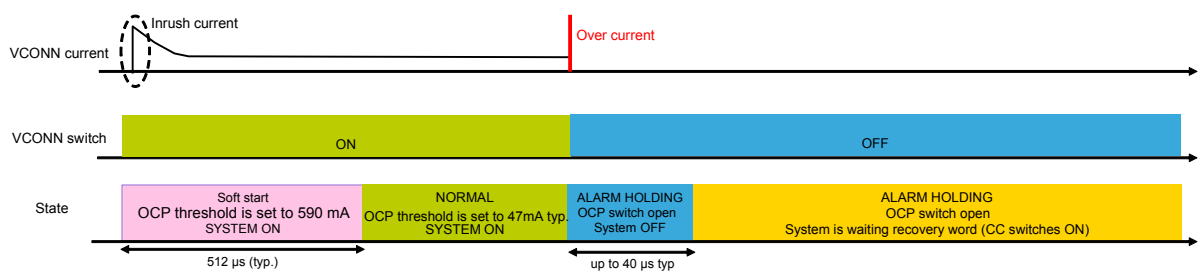 Inrush current
VCONN current
Over current
VCONN switch
ON
OFF
State
Soft start
OCP threshold is set to 590 mA
SYSTEM ON
NORMAL
OCP threshold is set to 47mA typ.
SYSTEM ON
ALARM HOLDING
OCP switch open
System OFF
ALARM HOLDING
OCP switch open
System is waiting recovery word (CC switches ON)
512 µs (typ.)
up to 40 µs typ